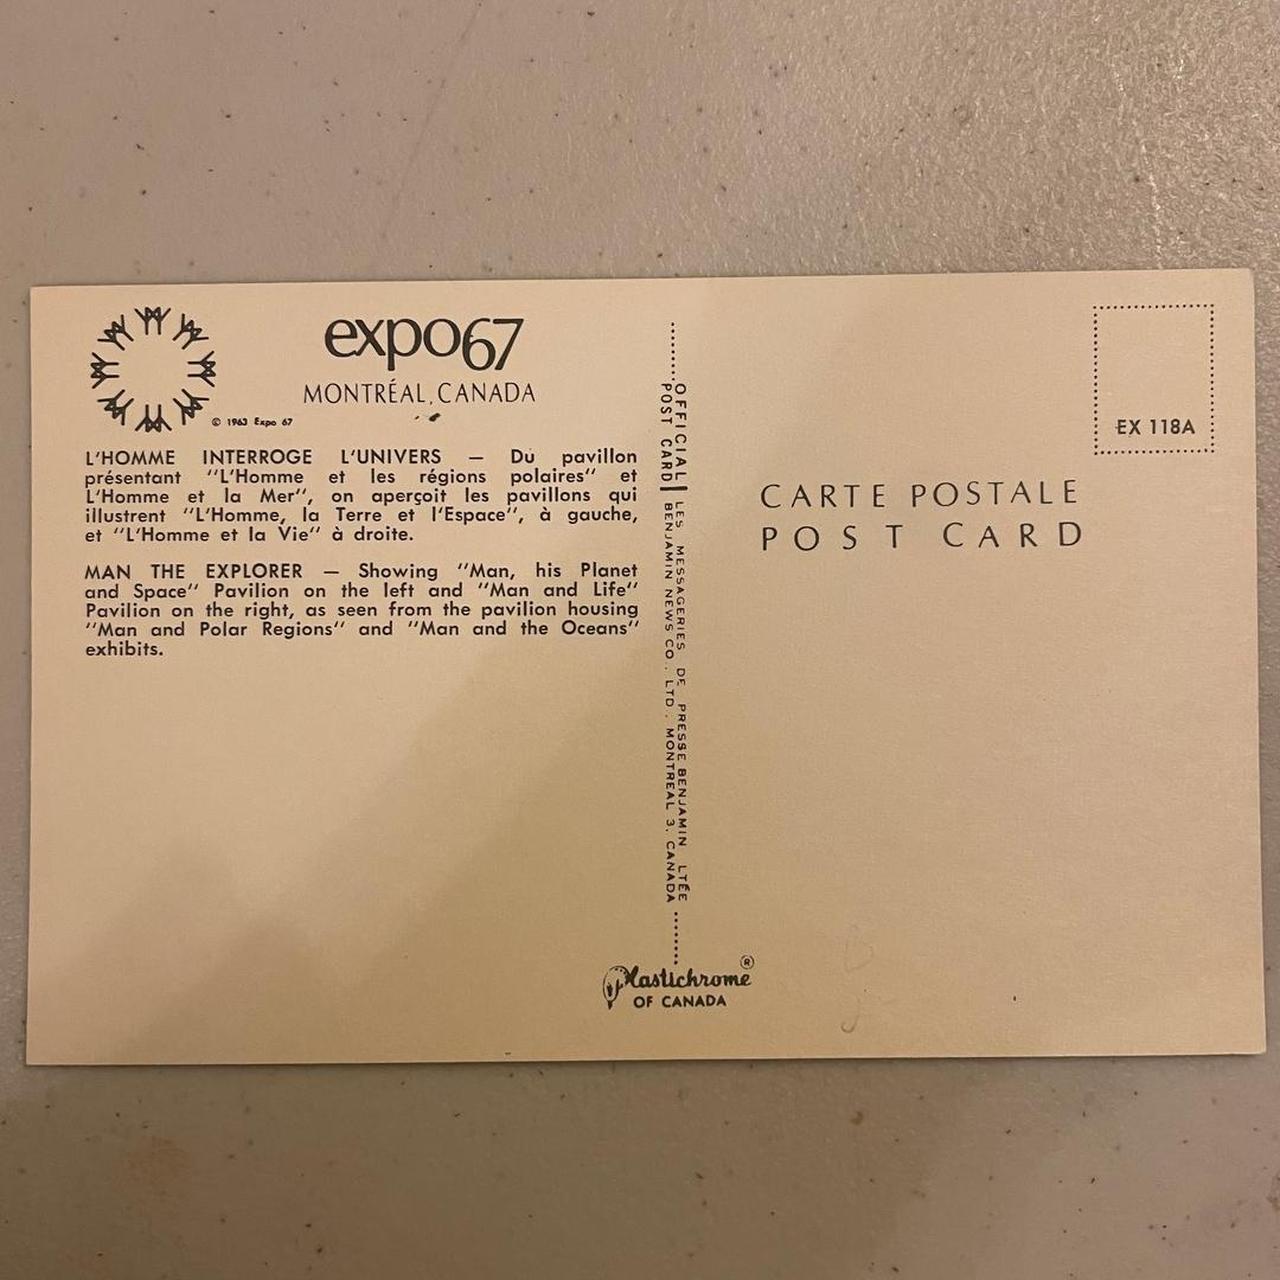 expo67
MONTRÉAL, CANADA
© 1963 Expo 67
L'HOMME INTERROGE L'UNIVERS — Du pavillon
présentant "L'Homme et les régions polaires" et
L'Homme et la Mer", on aperçoit les pavillons qui
illustrent "L'Homme, la Terre et l'Espace", à gauche,
et "L'Homme et la Vie" à droite.
MAN THE EXPLORER — Showing "Man, his Planet
and Space" Pavilion on the left and "Man and Life"
Pavilion on the right, as seen from the pavilion housing
"Man and Polar Regions" and "Man and the Oceans"
exhibits.
OFFICIAL
POST CARD
LES MESSAGERIES DE PRESSE BENJAMIN LTÉE
BENJAMIN NEWS CO. LTD. MONTREAL 3, CANADA
Plastichrome ®
OF CANADA
EX 118A
CARTE POSTALE
POST CARD